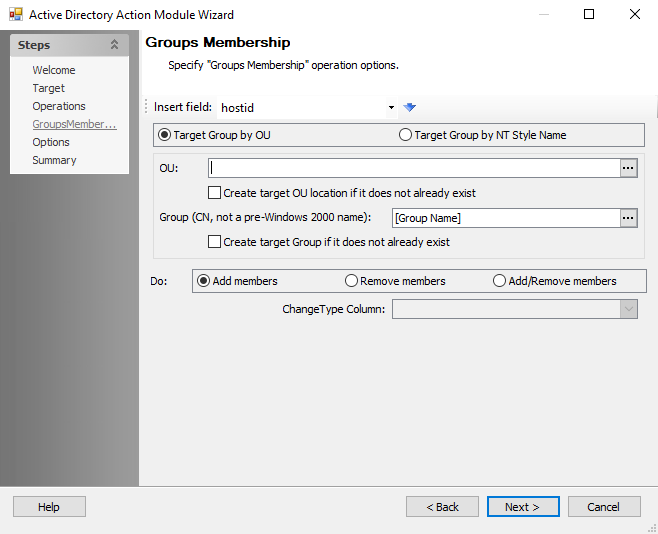 Active Directory Action Module Wizard
Steps
Welcome
Target
Operations
GroupsMember...
Options
Summary
Groups Membership
Specify "Groups Membership" operation options.
Insert field: hostid
Target Group by OU Target Group by NT Style Name
OU: ...
Create target OU location if it does not already exist
Group (CN, not a pre-Windows 2000 name): [Group Name] ...
Create target Group if it does not already exist
Do: Add members Remove members Add/Remove members
ChangeType Column:
Help < Back Next > Cancel